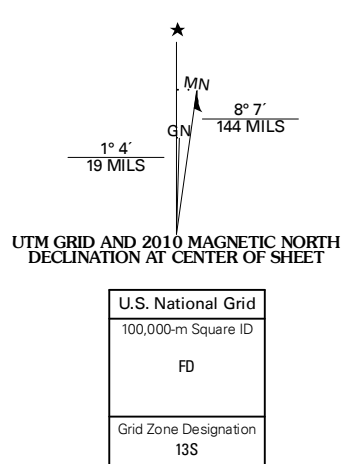 MN
8° 7´
144 MILS
GN
1° 4´
19 MILS
UTM GRID AND 2010 MAGNETIC NORTH
DECLINATION AT CENTER OF SHEET
U.S. National Grid
100,000-m Square ID
FD
Grid Zone Designation
13S